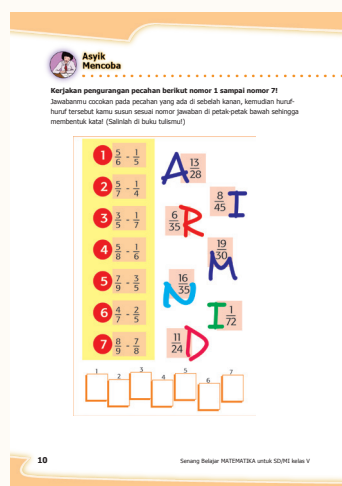 Asyik
Mencoba
Kerjakan pengurangan pecahan berikut nomor 1 sampai nomor 7!
Jawabanmu cocokan pada pecahan yang ada di sebelah kanan, kemudian huruf-
huruf tersebut kamu susun sesuai nomor jawaban di petak-petak bawah sehingga
membentuk kata! (Salinlah di buku tulismu!)
1 5/6 - 1/5
2 5/7 - 1/4
3 3/5 - 1/7
4 5/8 - 1/6
5 7/9 - 3/5
6 4/7 - 2/5
7 8/9 - 7/8
A 13/28
8/45 I
6/35 R
19/30 M
16/35 N
I 1/72
11/24 D
1 2 3 4 5 6 7
10 Senang Belajar MATEMATIKA untuk SD/MI kelas V